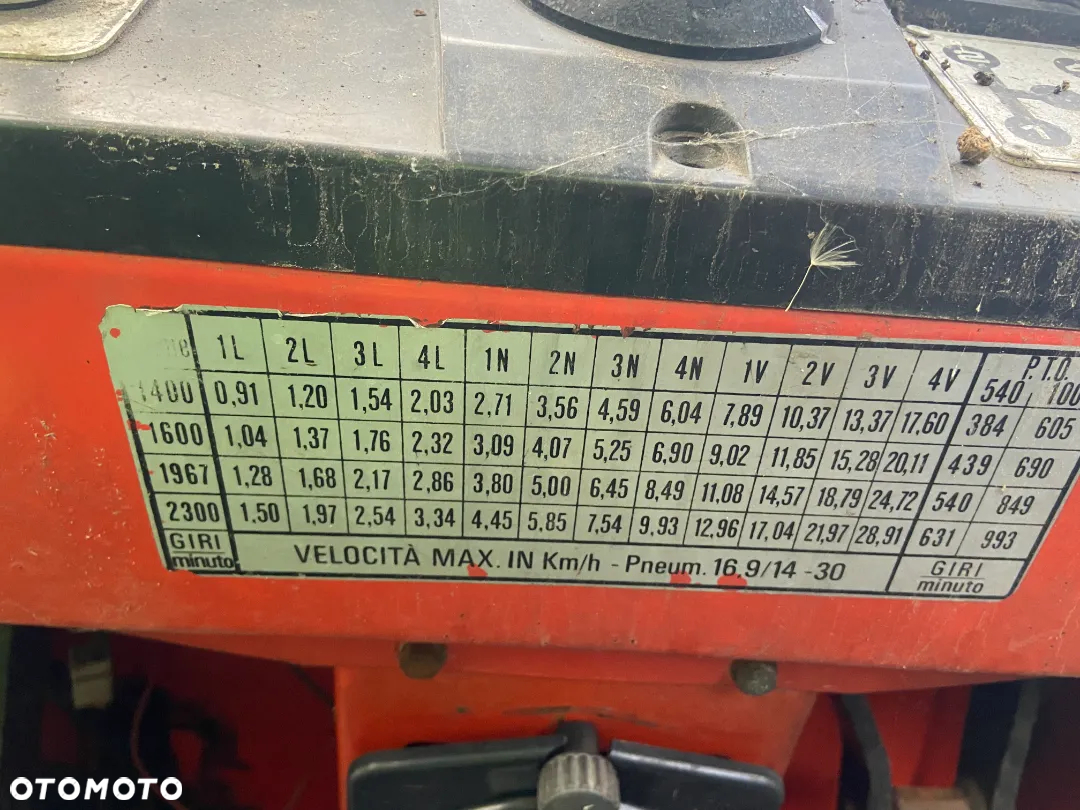 1L 2L 3L 4L 1N 2N 3N 4N 1V 2V 3V 4V P.T.O.
540 100
1400 0,91 1,20 1,54 2,03 2,71 3,56 4,59 6,04 7,89 10,37 13,37 17,60 384 605
1600 1,04 1,37 1,76 2,32 3,09 4,07 5,25 6,90 9,02 11,85 15,28 20,11 439 690
1967 1,28 1,68 2,17 2,86 3,80 5,00 6,45 8,49 11,08 14,57 18,79 24,72 540 849
2300 1,50 1,97 2,54 3,34 4,45 5,85 7,54 9,93 12,96 17,04 21,97 28,91 631 993
GIRI
minuto
VELOCITÀ MAX. IN Km/h - Pneum. 16.9/14 -30
GIRI
minuto
OTOMOTO